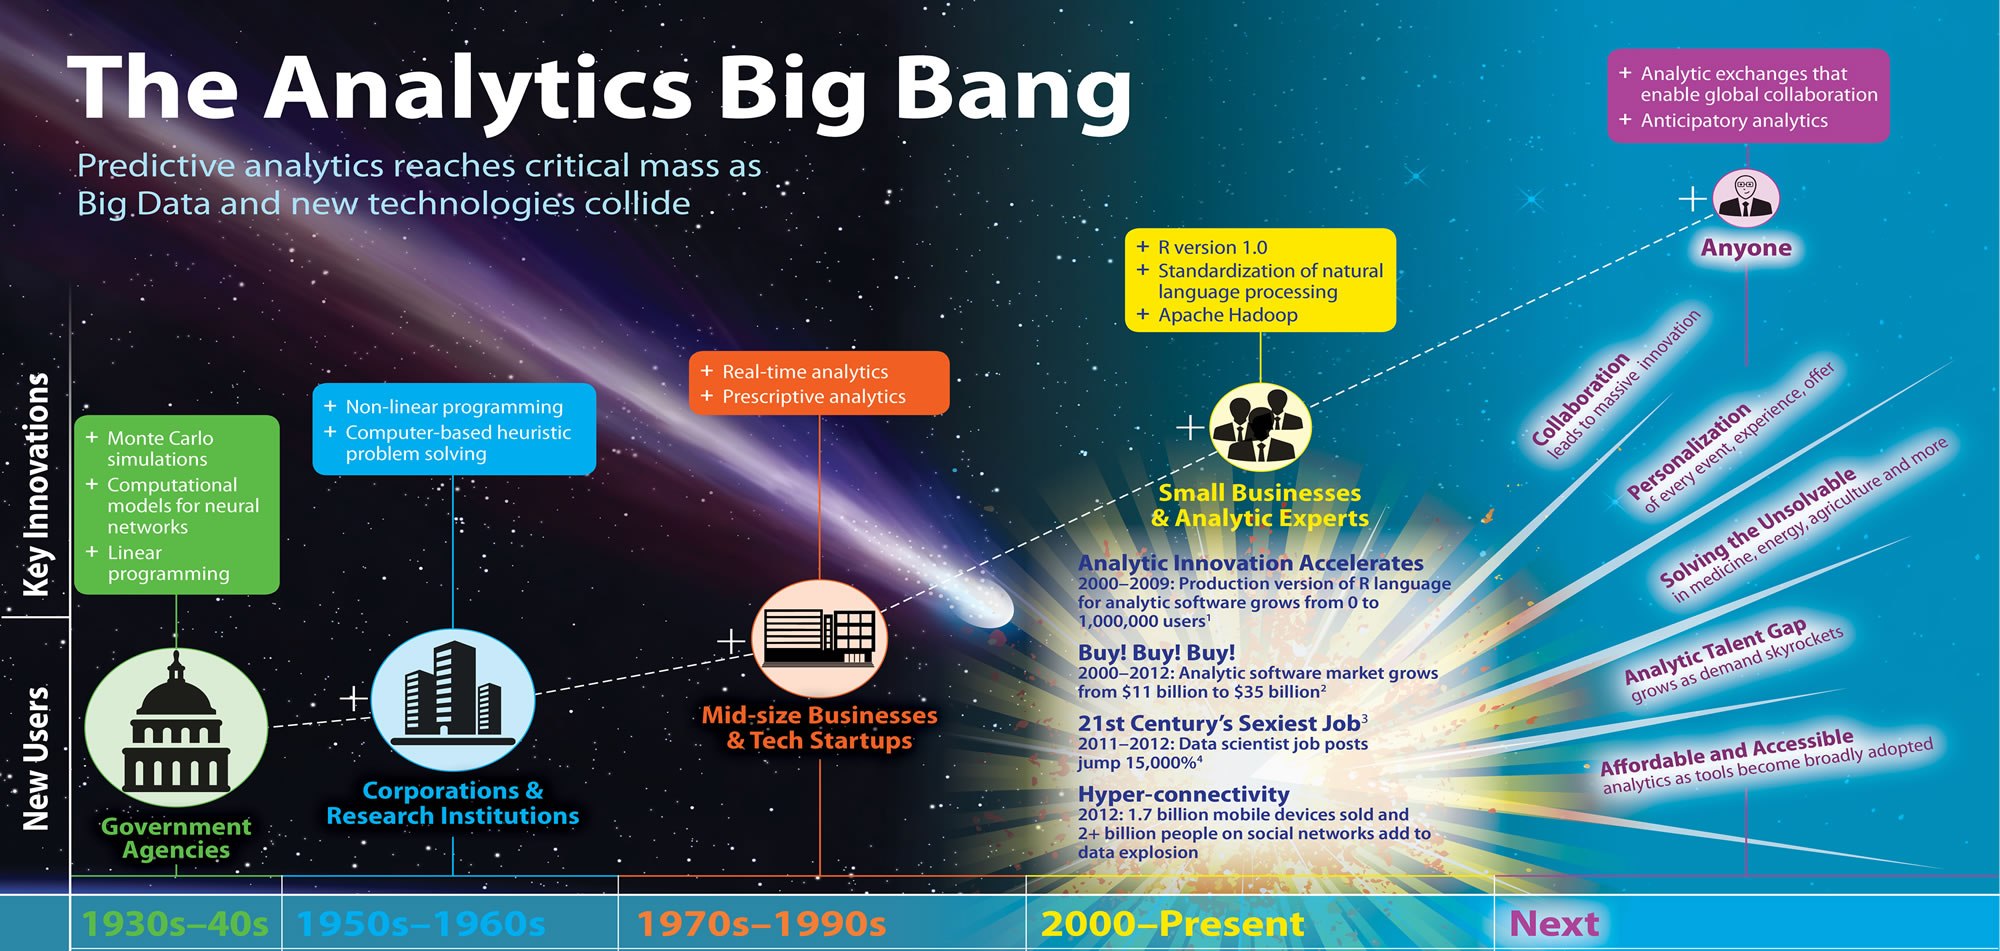 The Analytics Big Bang
Predictive analytics reaches critical mass as
Big Data and new technologies collide
Key Innovations
New Users
+ Monte Carlo
simulations
+ Computational
models for neural
networks
+ Linear
programming
Government
Agencies
1930s–40s
+ Non-linear programming
+ Computer-based heuristic
problem solving
+
Corporations &
Research Institutions
1950s–1960s
+ Real-time analytics
+ Prescriptive analytics
+
Mid-size Businesses
& Tech Startups
1970s–1990s
+ R version 1.0
+ Standardization of natural
language processing
+ Apache Hadoop
+
Small Businesses
& Analytic Experts
Analytic Innovation Accelerates
2000–2009: Production version of R language
for analytic software grows from 0 to
1,000,000 users¹
Buy! Buy! Buy!
2000–2012: Analytic software market grows
from $11 billion to $35 billion²
21st Century’s Sexiest Job³
2011–2012: Data scientist job posts
jump 15,000%⁴
Hyper-connectivity
2012: 1.7 billion mobile devices sold and
2+ billion people on social networks add to
data explosion
2000–Present
+ Analytic exchanges that
enable global collaboration
+ Anticipatory analytics
+
Anyone
Collaboration
leads to massive innovation
Personalization
of every event, experience, offer
Solving the Unsolvable
in medicine, energy, agriculture and more
Analytic Talent Gap
grows as demand skyrockets
Affordable and Accessible
analytics as tools become broadly adopted
Next